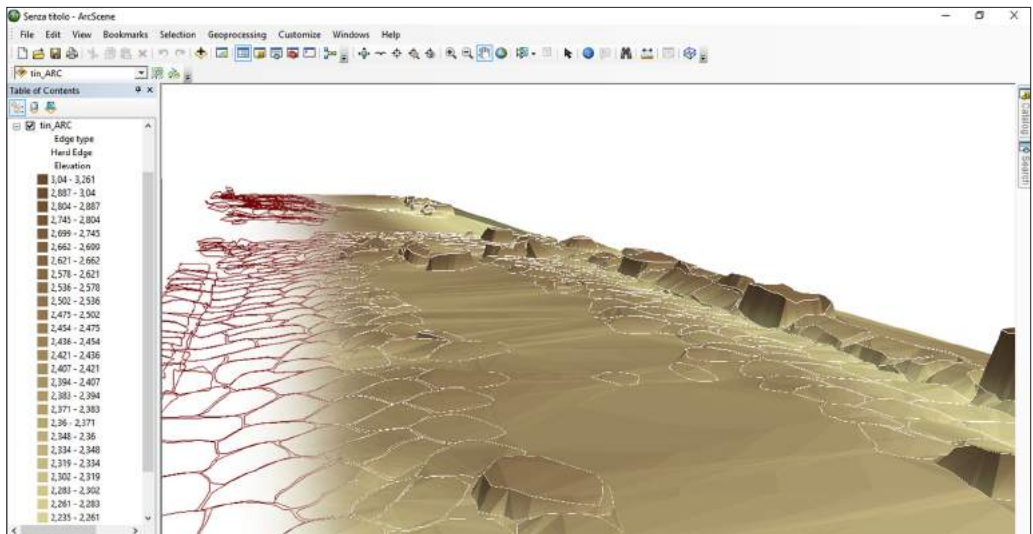 Senza titolo - ArcScene
File Edit View Bookmarks Selection Geoprocessing Customize Windows Help
tin_ARC
Table of Contents
tin_ARC
Edge type
Hard Edge
Elevation
3,04 - 3,261
2,887 - 3,04
2,804 - 2,887
2,745 - 2,804
2,699 - 2,745
2,662 - 2,699
2,621 - 2,662
2,578 - 2,621
2,536 - 2,578
2,502 - 2,536
2,475 - 2,502
2,454 - 2,475
2,436 - 2,454
2,421 - 2,436
2,407 - 2,421
2,394 - 2,407
2,383 - 2,394
2,371 - 2,383
2,36 - 2,371
2,348 - 2,36
2,334 - 2,348
2,319 - 2,334
2,302 - 2,319
2,283 - 2,302
2,261 - 2,283
2,235 - 2,261
Catalog
Search